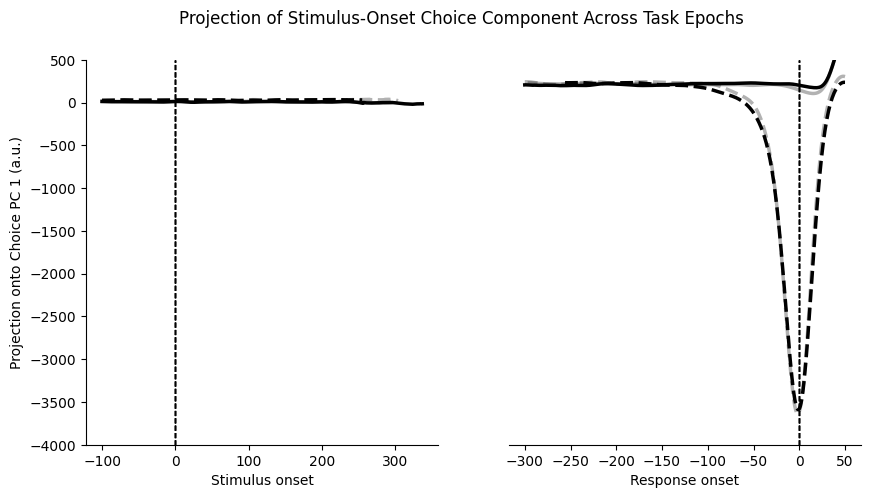 Projection of Stimulus-Onset Choice Component Across Task Epochs
Projection onto Choice PC 1 (a.u.)
500
0
−500
−1000
−1500
−2000
−2500
−3000
−3500
−4000
−100 0 100 200 300
Stimulus onset
−300 −250 −200 −150 −100 −50 0 50
Response onset